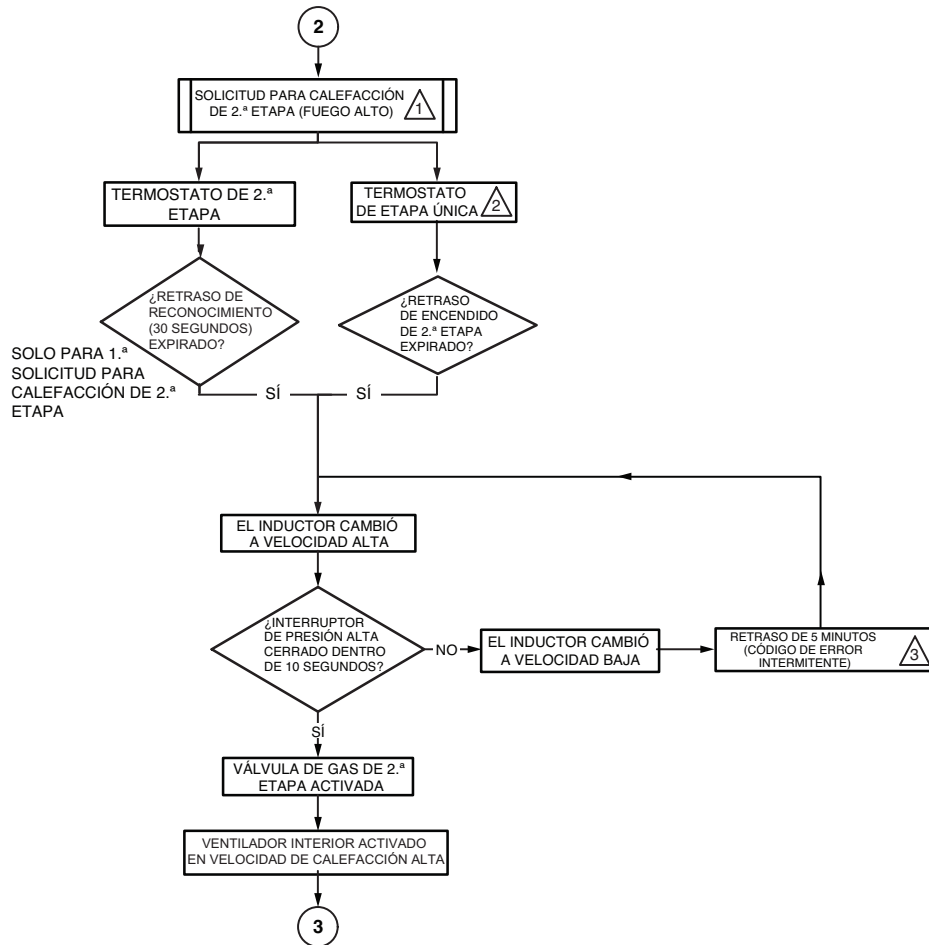 2
SOLICITUD PARA CALEFACCIÓN
DE 2.ª ETAPA (FUEGO ALTO)
1
TERMOSTATO DE 2.ª
ETAPA
TERMOSTATO
DE ETAPA ÚNICA
2
¿RETRASO DE
RECONOCIMIENTO
(30 SEGUNDOS)
EXPIRADO?
¿RETRASO
DE ENCENDIDO
DE 2.ª ETAPA
EXPIRADO?
SOLO PARA 1.ª
SOLICITUD PARA
CALEFACCIÓN DE 2.ª
ETAPA
SÍ
SÍ
EL INDUCTOR CAMBIÓ
A VELOCIDAD ALTA
¿INTERRUPTOR
DE PRESIÓN ALTA
CERRADO DENTRO
DE 10 SEGUNDOS?
NO
EL INDUCTOR CAMBIÓ
A VELOCIDAD BAJA
RETRASO DE 5 MINUTOS
(CÓDIGO DE ERROR
INTERMITENTE)
3
SÍ
VÁLVULA DE GAS DE 2.ª
ETAPA ACTIVADA
VENTILADOR INTERIOR ACTIVADO
EN VELOCIDAD DE CALEFACCIÓN ALTA
3